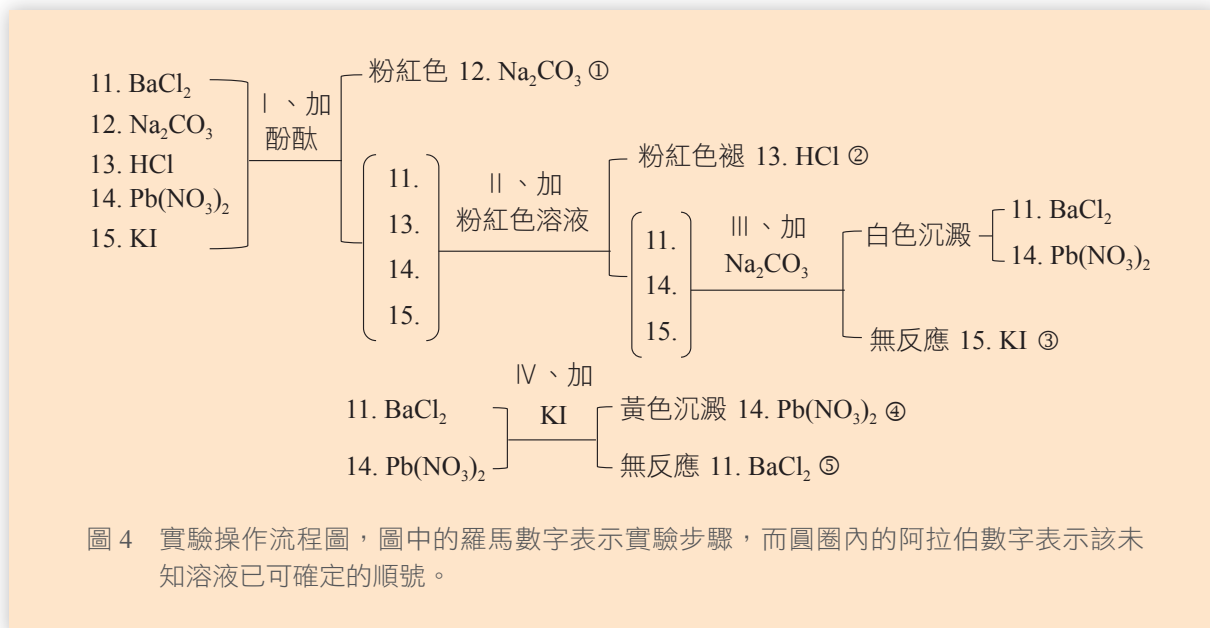 11. BaCl₂
12. Na₂CO₃
13. HCl
14. Pb(NO₃)₂
15. KI
Ⅰ、加
酚酞
粉紅色 12. Na₂CO₃ ①
11.
13.
14.
15.
Ⅱ、加
粉紅色溶液
粉紅色褪 13. HCl ②
11.
14.
15.
Ⅲ、加
Na₂CO₃
白色沉澱
11. BaCl₂
14. Pb(NO₃)₂
無反應 15. KI ③
11. BaCl₂
14. Pb(NO₃)₂
Ⅳ、加
KI
黃色沉澱 14. Pb(NO₃)₂ ④
無反應 11. BaCl₂ ⑤
圖 4 實驗操作流程圖，圖中的羅馬數字表示實驗步驟，而圓圈內的阿拉伯數字表示該未
知溶液已可確定的順號。